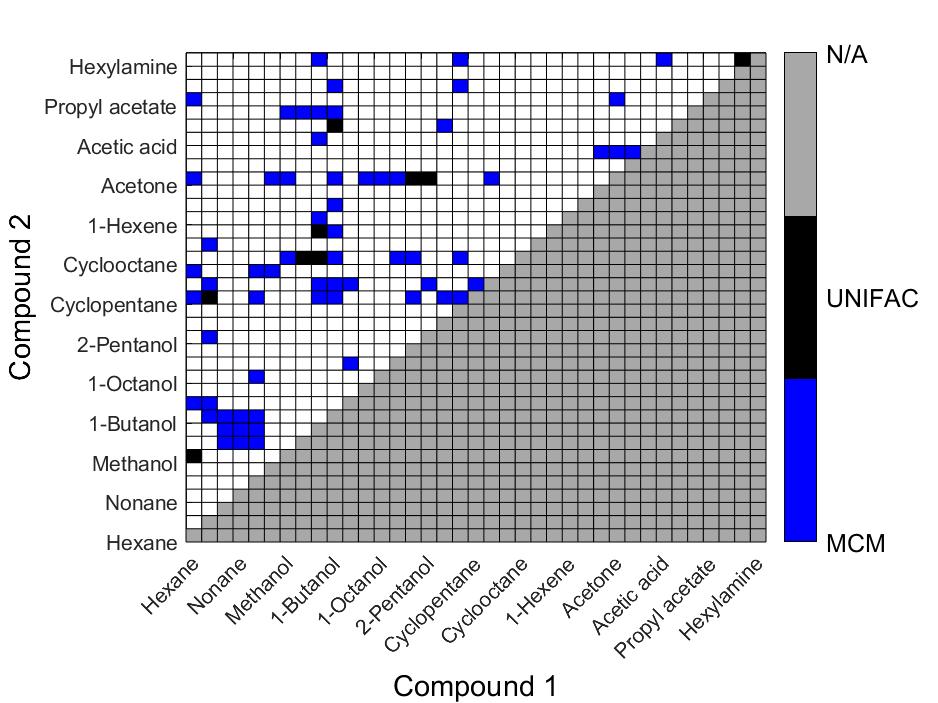 Compound 2
Hexylamine
Propyl acetate
Acetic acid
Acetone
1-Hexene
Cyclooctane
Cyclopentane
2-Pentanol
1-Octanol
1-Butanol
Methanol
Nonane
Hexane
Hexane
Nonane
Methanol
1-Butanol
1-Octanol
2-Pentanol
Cyclopentane
Cyclooctane
1-Hexene
Acetone
Acetic acid
Propyl acetate
Hexylamine
Compound 1
N/A
UNIFAC
MCM